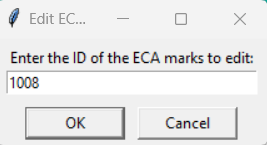 Edit EC...
Enter the ID of the ECA marks to edit:
1008
OK Cancel